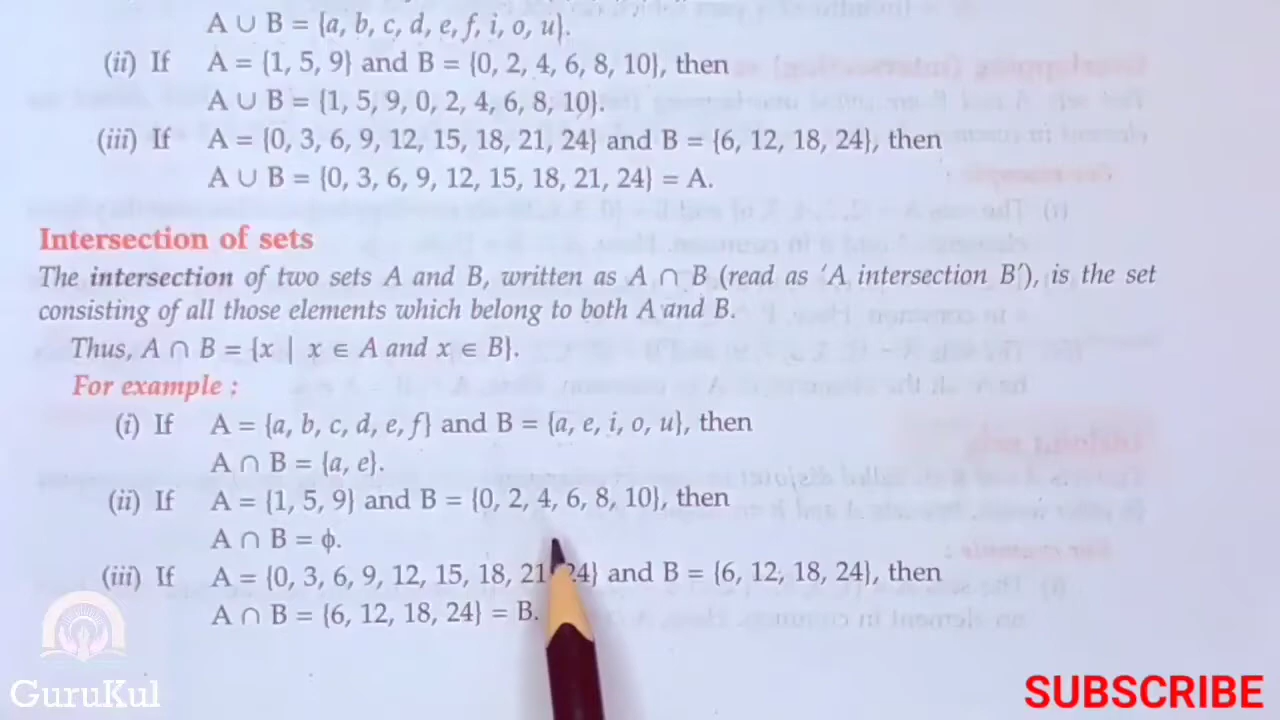 A ∪ B = {a, b, c, d, e, f, i, o, u}.
(ii) If A = {1, 5, 9} and B = {0, 2, 4, 6, 8, 10}, then
A ∪ B = {1, 5, 9, 0, 2, 4, 6, 8, 10}.
(iii) If A = {0, 3, 6, 9, 12, 15, 18, 21, 24} and B = {6, 12, 18, 24}, then
A ∪ B = {0, 3, 6, 9, 12, 15, 18, 21, 24} = A.
Intersection of sets
The intersection of two sets A and B, written as A ∩ B (read as 'A intersection B'), is the set
consisting of all those elements which belong to both A and B.
Thus, A ∩ B = {x | x ∈ A and x ∈ B}.
For example :
(i) If A = {a, b, c, d, e, f} and B = {a, e, i, o, u}, then
A ∩ B = {a, e}.
(ii) If A = {1, 5, 9} and B = {0, 2, 4, 6, 8, 10}, then
A ∩ B = ϕ.
(iii) If A = {0, 3, 6, 9, 12, 15, 18, 21, 24} and B = {6, 12, 18, 24}, then
A ∩ B = {6, 12, 18, 24} = B.
GuruKul
SUBSCRIBE